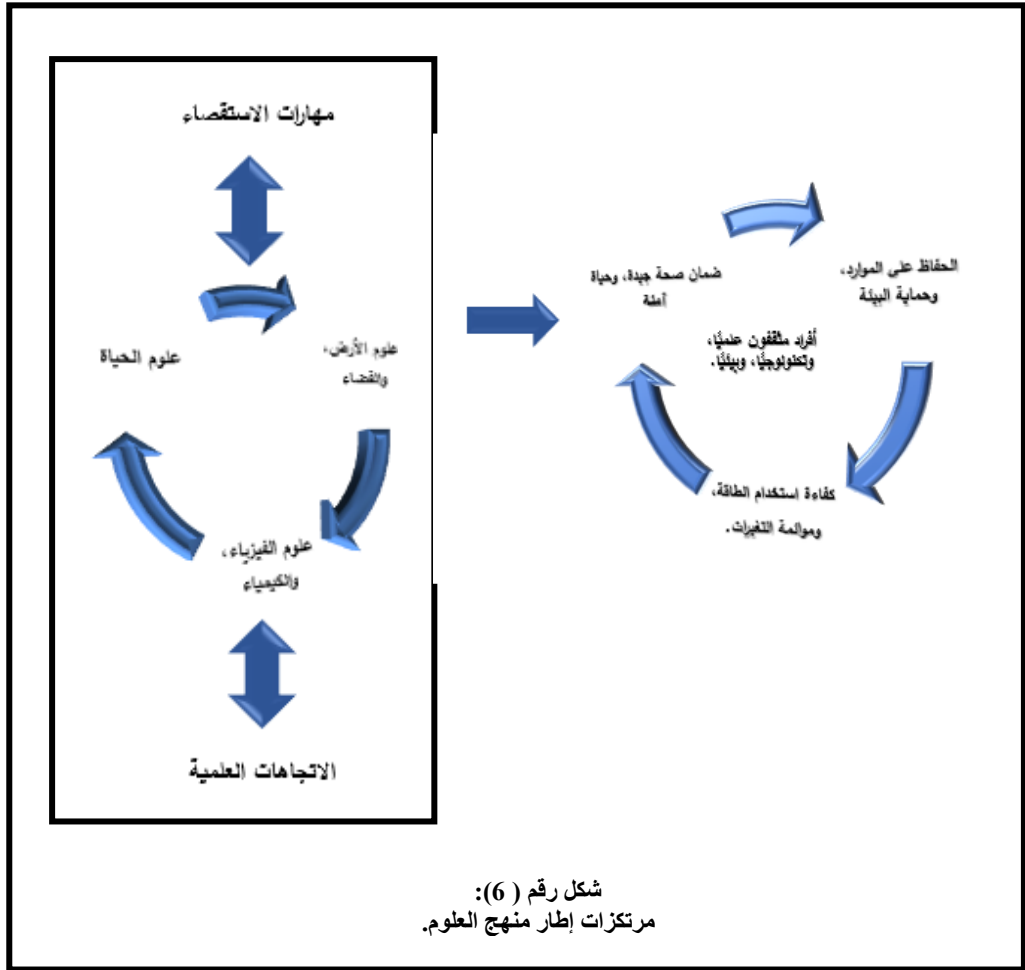 مهارات الاستقصاء
علوم الأرض،
والفضاء
علوم الحياة
علوم الفيزياء،
والكيمياء
الاتجاهات العلمية
الحفاظ على الموارد،
وحماية البيئة
ضمان صحة جيدة، وحياة
آمنة
أفراد مثقفون علميًا،
وتكنولوجيًا، وبيئيًا.
كفاءة استخدام الطاقة،
وموائمة التغيرات.
شكل رقم ( 6):
مرتكزات إطار منهج العلوم.